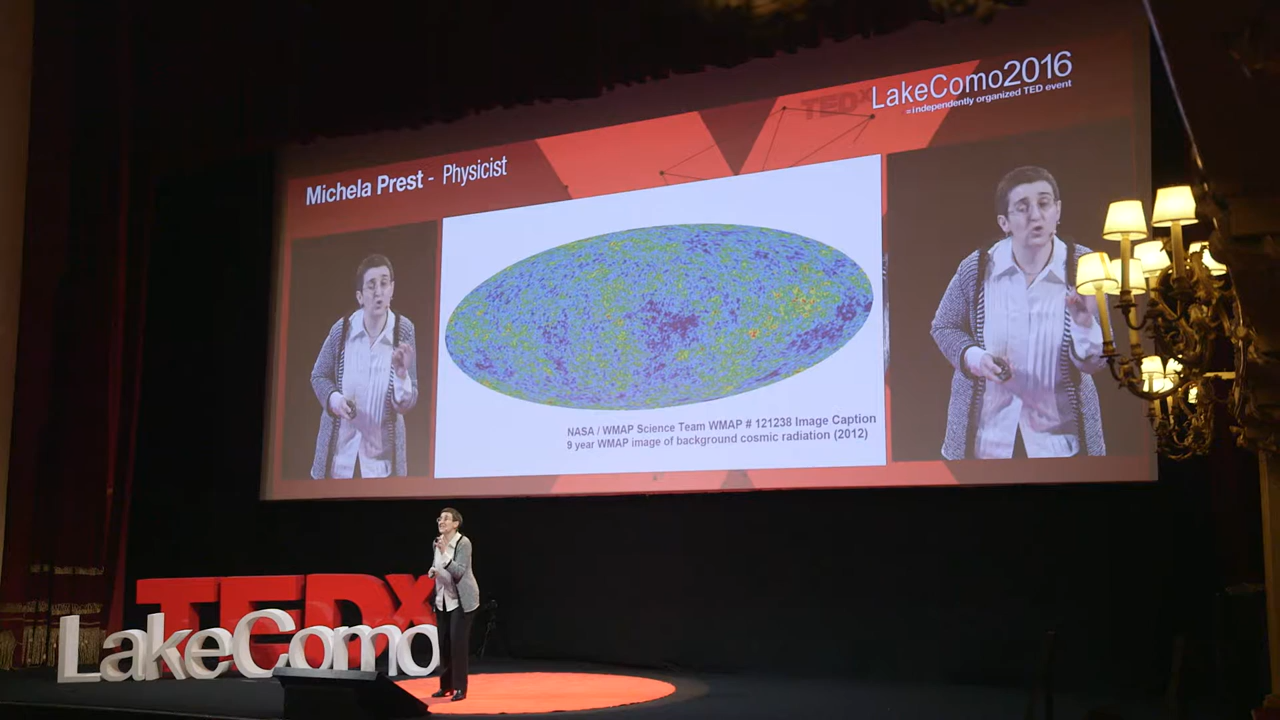 TEDx
LakeComo2016
=independently organized TED event
Michela Prest - Physicist
NASA / WMAP Science Team WMAP # 121238 Image Caption
9 year WMAP image of background cosmic radiation (2012)
TEDx
LakeComo